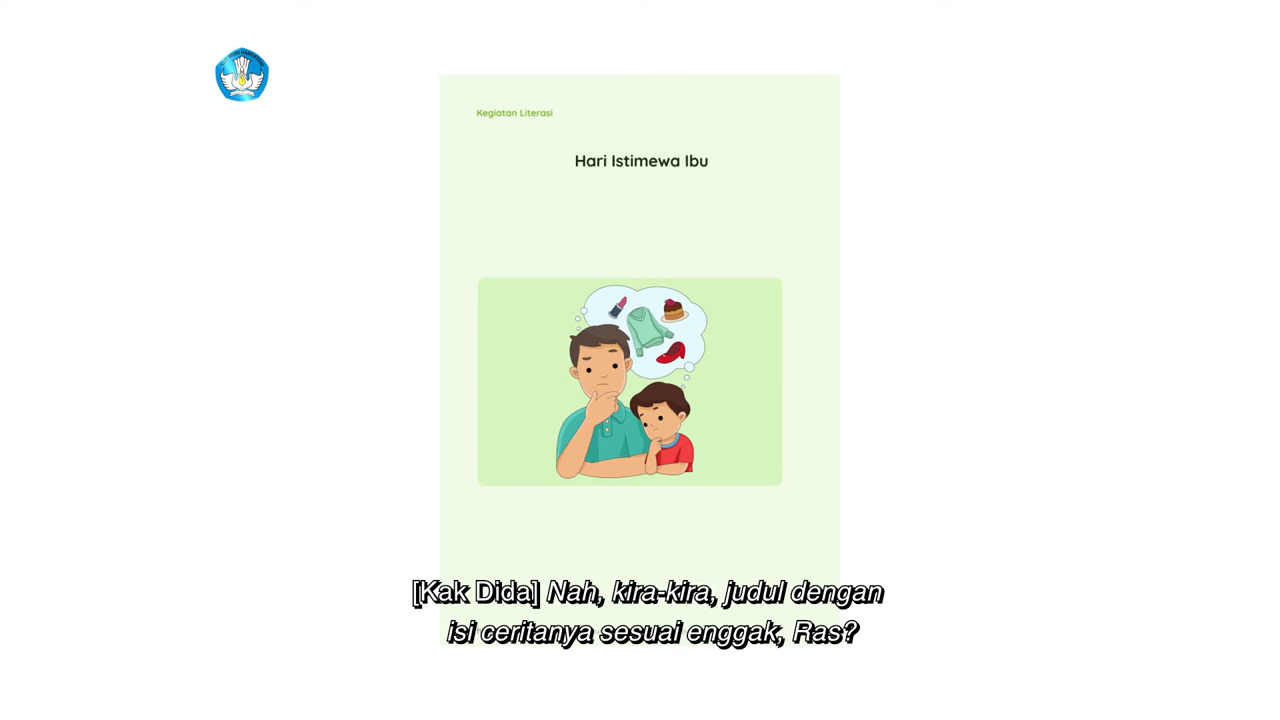 Kegiatan Literasi
Hari Istimewa Ibu
[Kak Dida] Nah, kira-kira, judul dengan
isi ceritanya sesuai enggak, Ras?